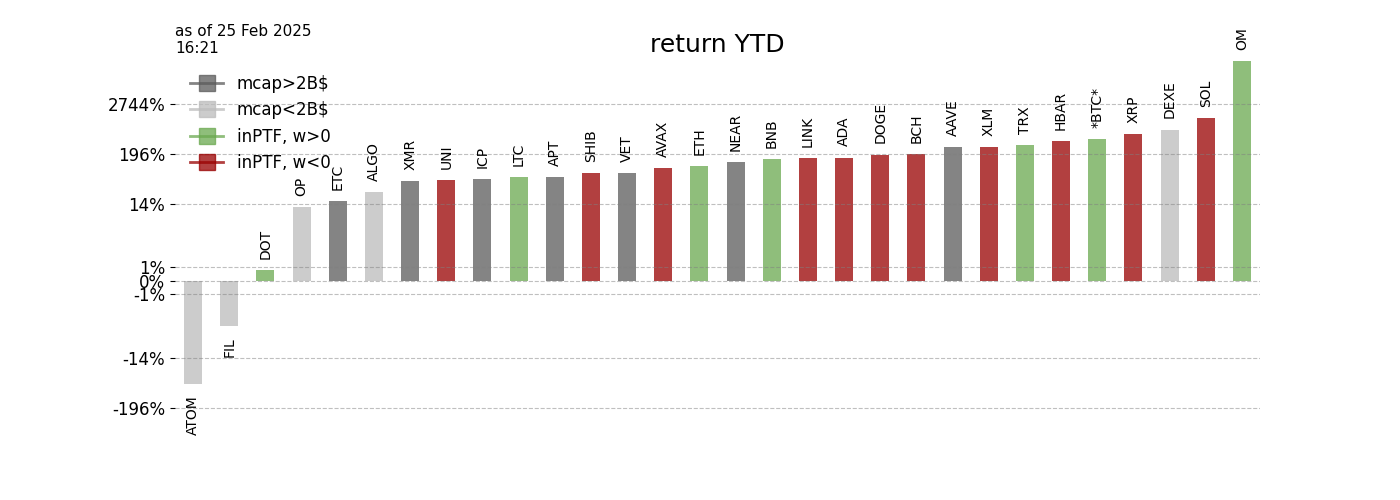 as of 25 Feb 2025
16:21
return YTD
mcap>2B$
mcap<2B$
inPTF, w>0
inPTF, w<0
2744%
196%
14%
1%
0%
-1%
-14%
-196%
ATOM
FIL
DOT
OP
ETC
ALGO
XMR
UNI
ICP
LTC
APT
SHIB
VET
AVAX
ETH
NEAR
BNB
LINK
ADA
DOGE
BCH
AAVE
XLM
TRX
HBAR
*BTC*
XRP
DEXE
SOL
OM